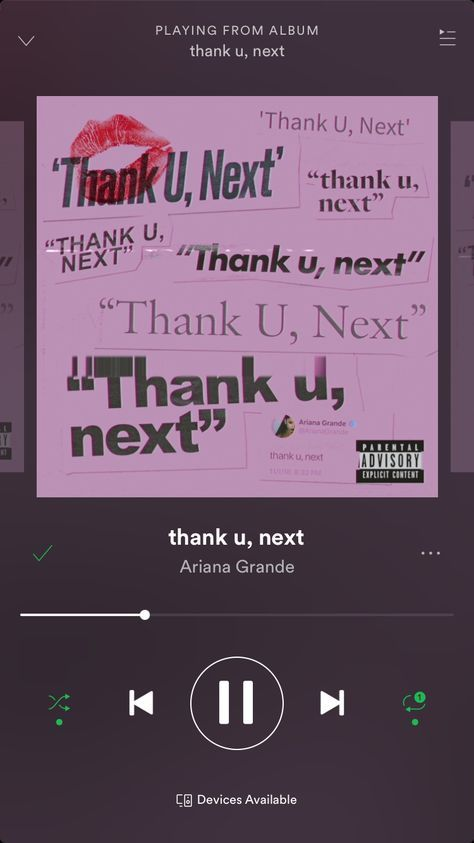 PLAYING FROM ALBUM
thank u, next
'Thank U, Next'
‘Thank U, Next’
“thank u,
next”
“THANK U,
NEXT”
“Thank u, next”
“Thank U, Next”
“Thank u,
next”
Ariana Grande
@ArianaGrande
thank u, next
PARENTAL
ADVISORY
EXPLICIT CONTENT
thank u, next
Ariana Grande
1
Devices Available